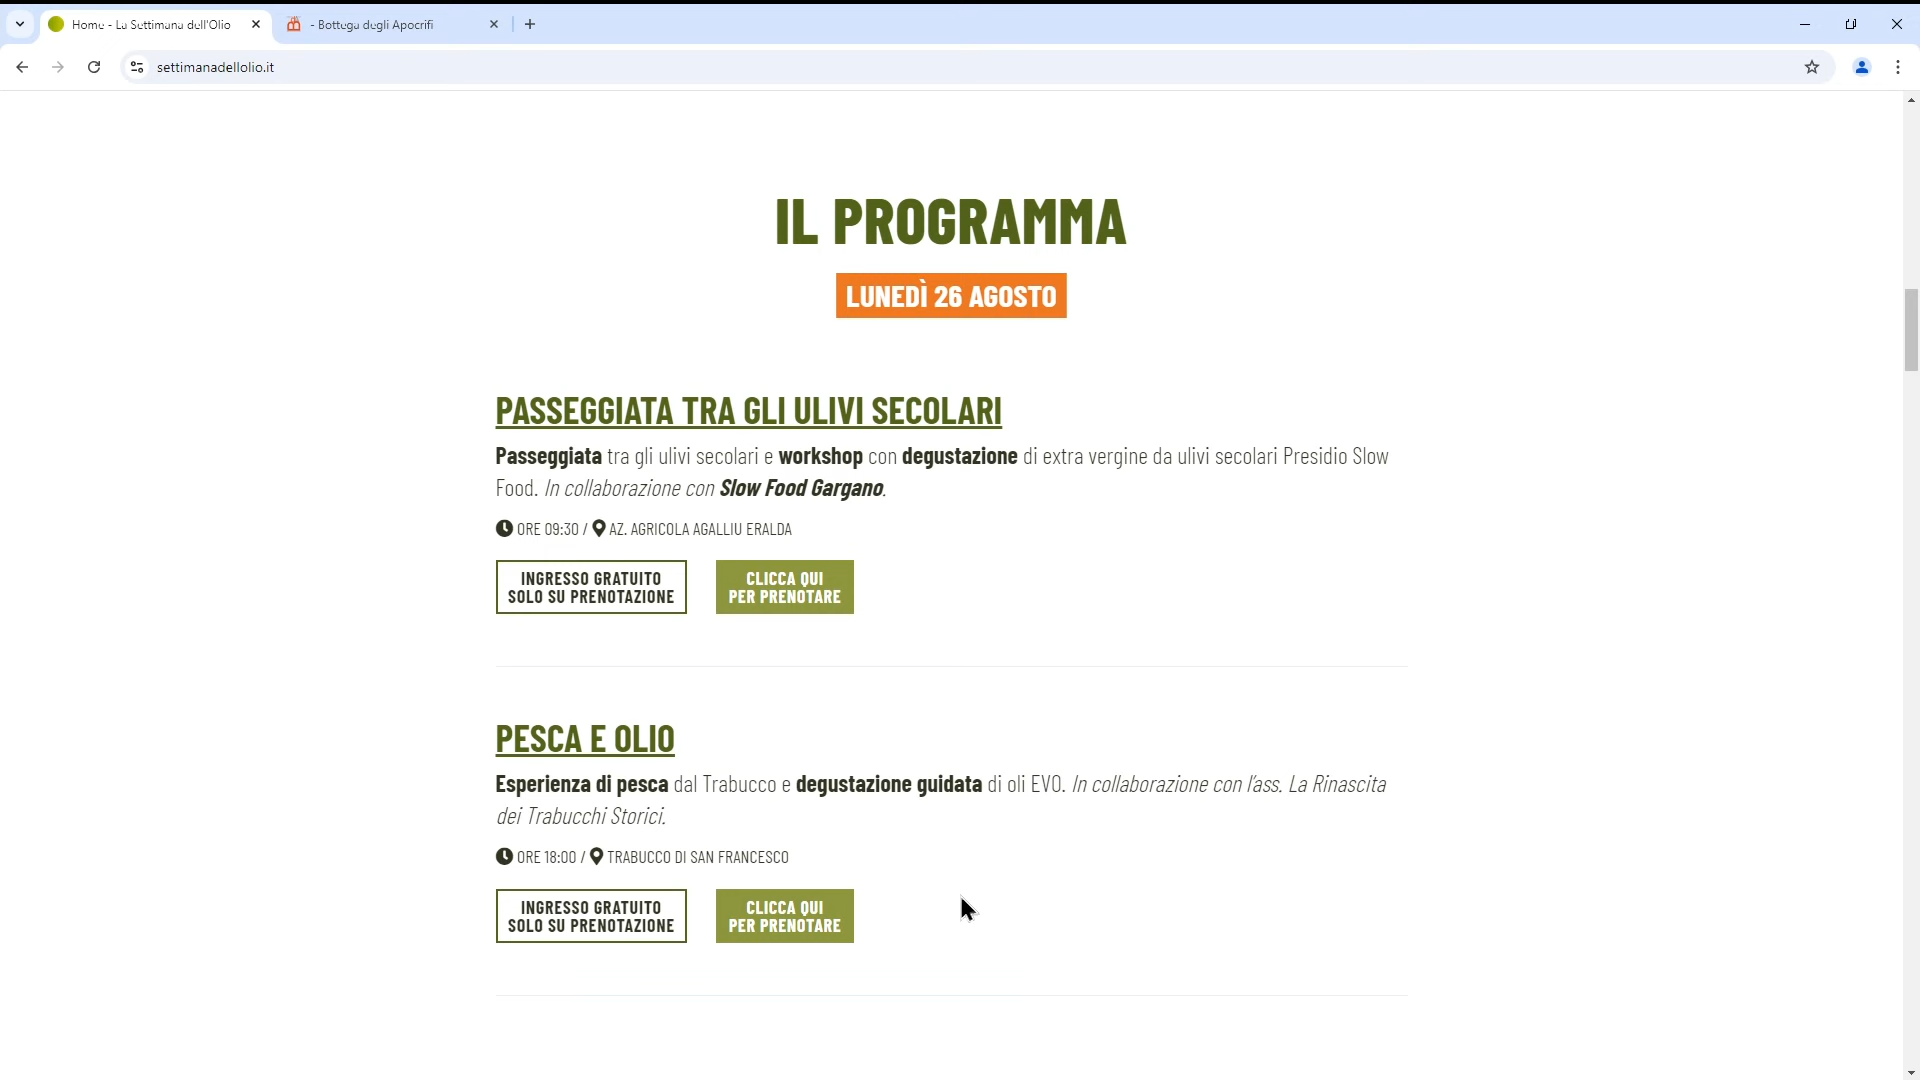 Home - La Settimana dell'Olio
- Bottega degli Apocrifi
settimanadellolio.it
IL PROGRAMMA
LUNEDÌ 26 AGOSTO
PASSEGGIATA TRA GLI ULIVI SECOLARI
Passeggiata tra gli ulivi secolari e workshop con degustazione di extra vergine da ulivi secolari Presidio Slow
Food. In collaborazione con Slow Food Gargano.
ORE 09:30 / AZ. AGRICOLA AGALLIU ERALDA
INGRESSO GRATUITO
SOLO SU PRENOTAZIONE
CLICCA QUI
PER PRENOTARE
PESCA E OLIO
Esperienza di pesca dal Trabucco e degustazione guidata di oli EVO. In collaborazione con l'ass. La Rinascita
dei Trabucchi Storici.
ORE 18:00 / TRABUCCO DI SAN FRANCESCO
INGRESSO GRATUITO
SOLO SU PRENOTAZIONE
CLICCA QUI
PER PRENOTARE